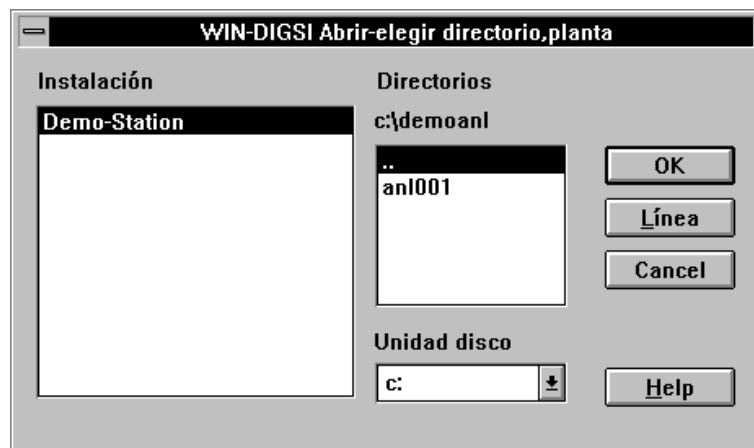 WIN-DIGSI Abrir-elegir directorio,planta
Instalación
Demo-Station
Directorios
c:\demoanl
..
anl001
Unidad disco
c:
OK
Línea
Cancel
Help